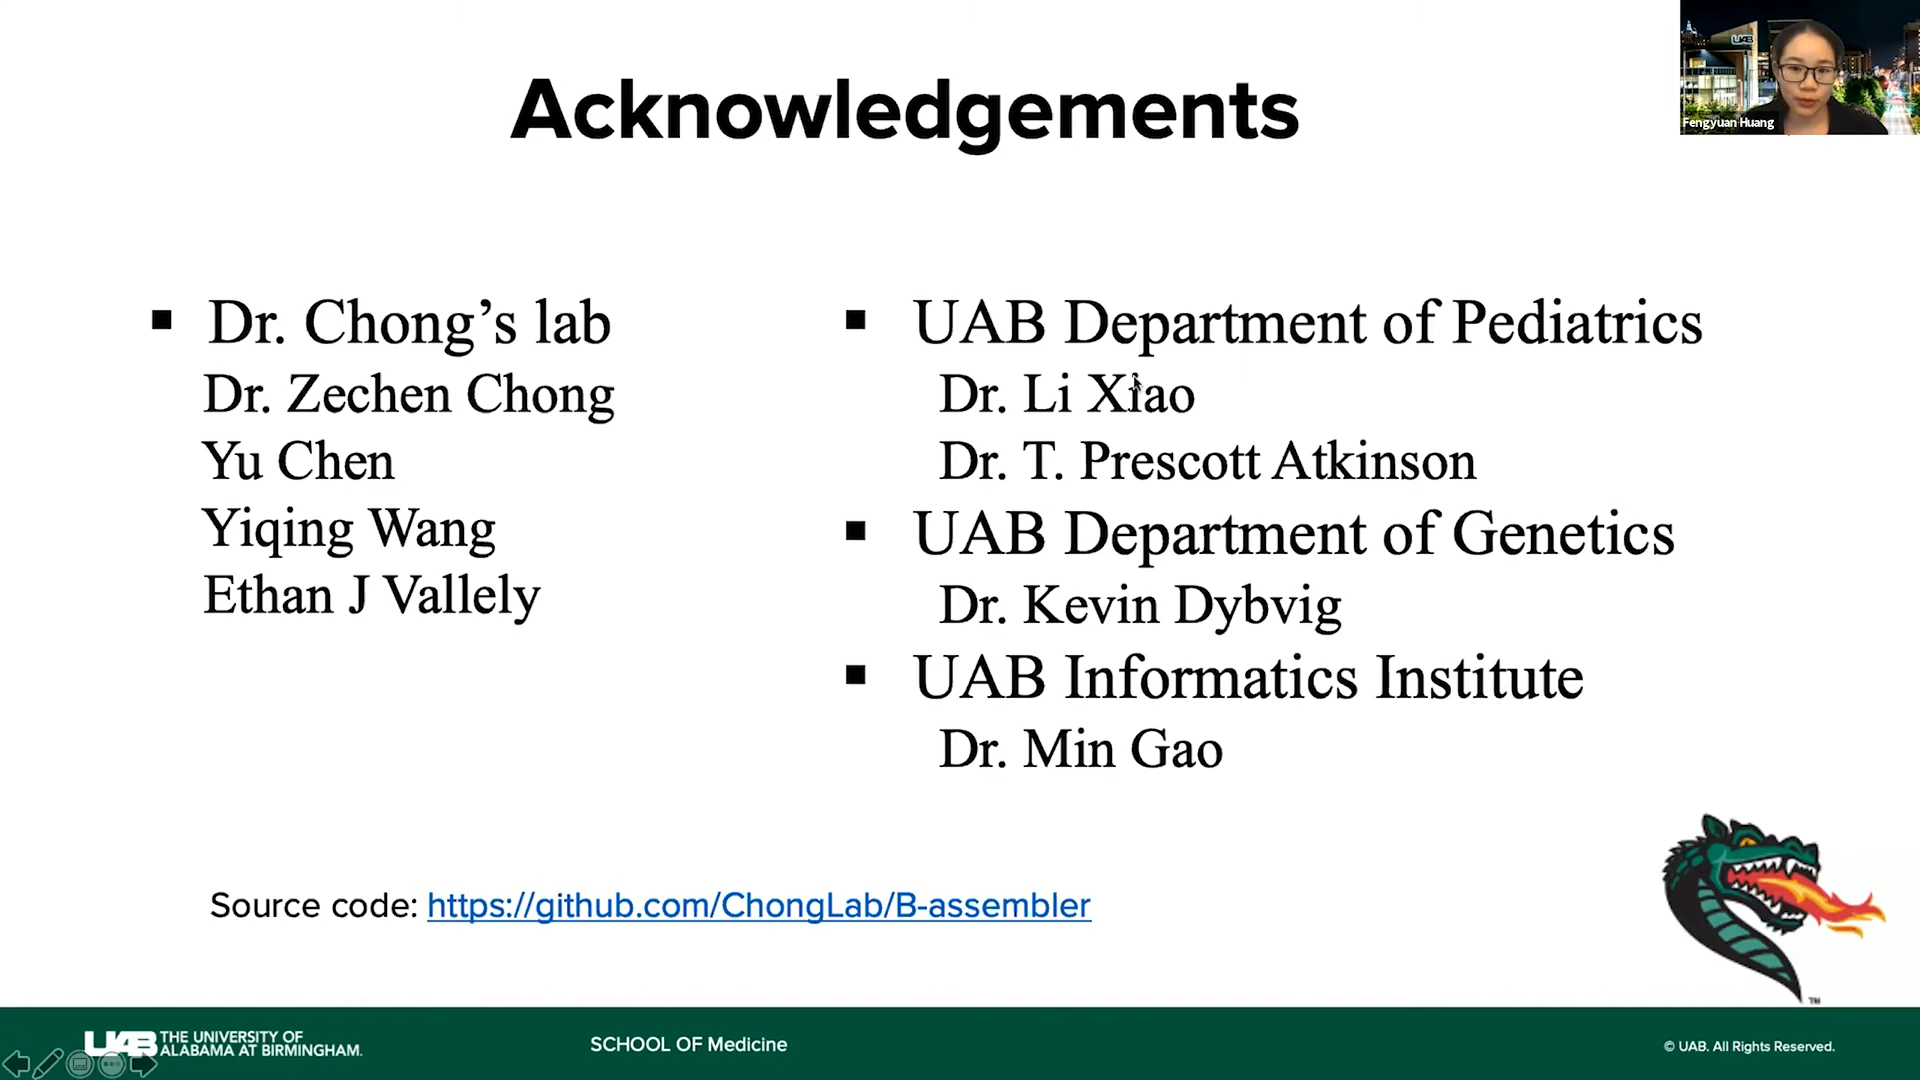 Acknowledgements
UAB
Fengyuan Huang
▪ Dr. Chong’s lab
Dr. Zechen Chong
Yu Chen
Yiqing Wang
Ethan J Vallely
▪ UAB Department of Pediatrics
Dr. Li Xiao
Dr. T. Prescott Atkinson
▪ UAB Department of Genetics
Dr. Kevin Dybvig
▪ UAB Informatics Institute
Dr. Min Gao
Source code: https://github.com/ChongLab/B-assembler
TM
UAB THE UNIVERSITY OF
ALABAMA AT BIRMINGHAM.
SCHOOL OF Medicine
© UAB. All Rights Reserved.